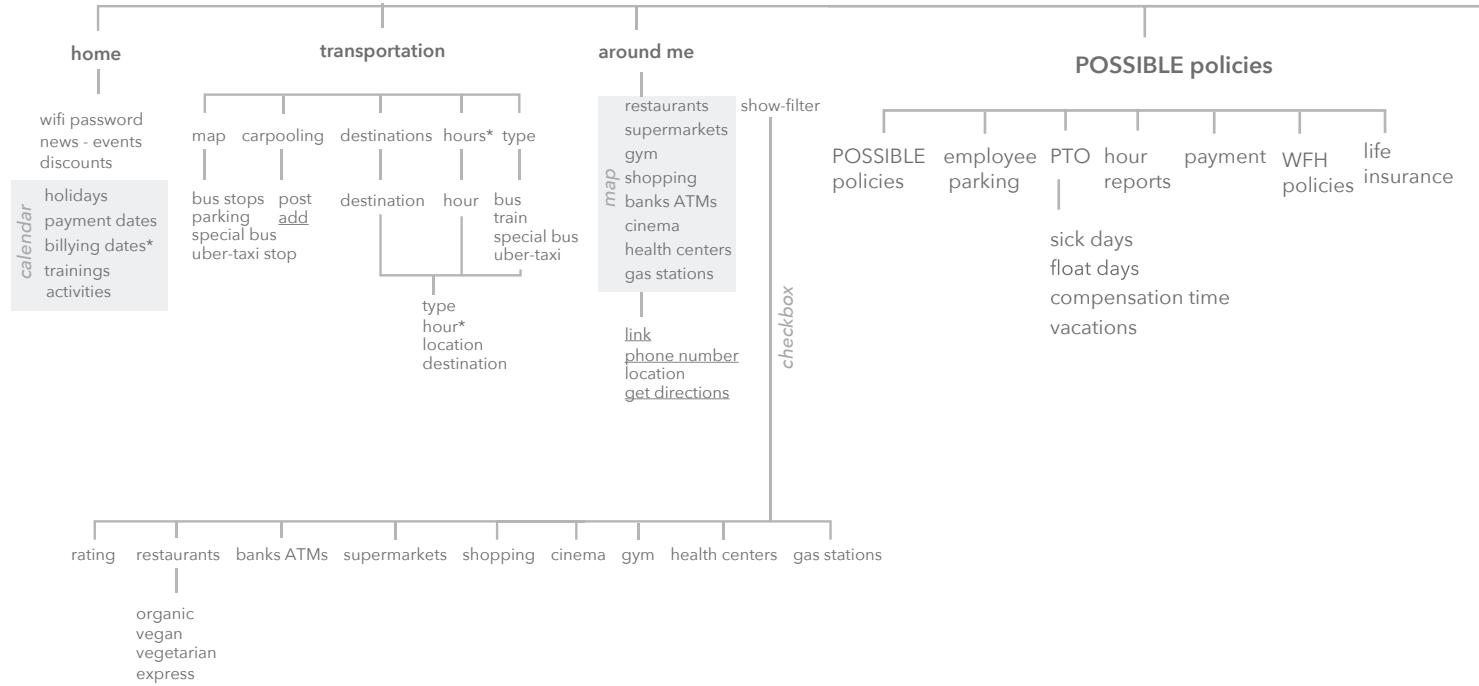 home
wifi password
news - events
discounts
calendar
holidays
payment dates
billying dates*
trainings
activities
transportation
map
bus stops
parking
special bus
uber-taxi stop
carpooling
post
add
destinations
destination
hours*
hour
type
bus
train
special bus
uber-taxi
type
hour*
location
destination
around me
map
restaurants
supermarkets
gym
shopping
banks ATMs
cinema
health centers
gas stations
link
phone number
location
get directions
show-filter
checkbox
rating
restaurants
organic
vegan
vegetarian
express
banks ATMs
supermarkets
shopping
cinema
gym
health centers
gas stations
POSSIBLE policies
POSSIBLE
policies
employee
parking
PTO
sick days
float days
compensation time
vacations
hour
reports
payment
WFH
policies
life
insurance